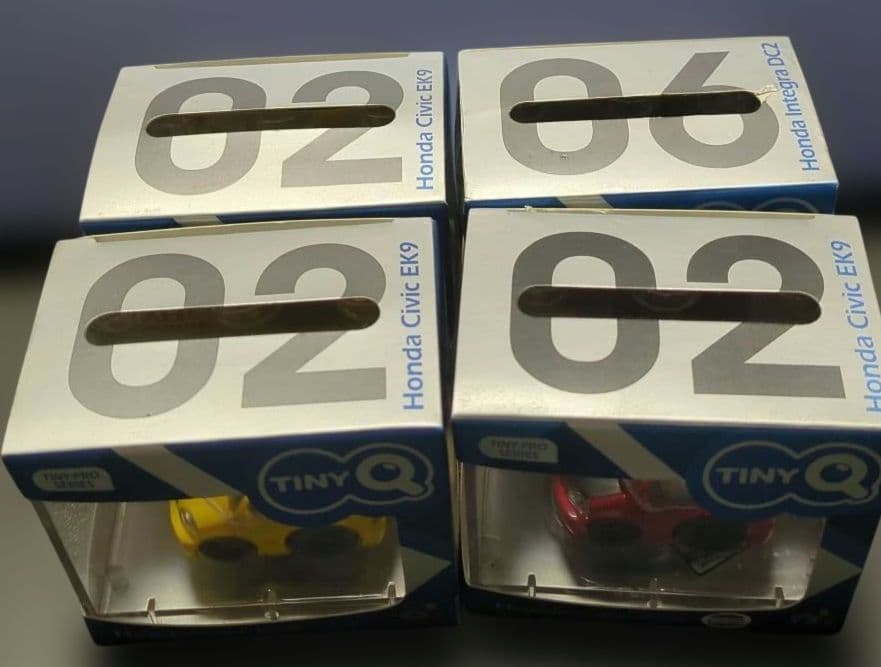 02
Honda Civic EK9
06
Honda Integra DC2
02
Honda Civic EK9
02
Honda Civic EK9
TINY PRO
SERIES
TINY Q
TINY PRO
SERIES
TINY Q